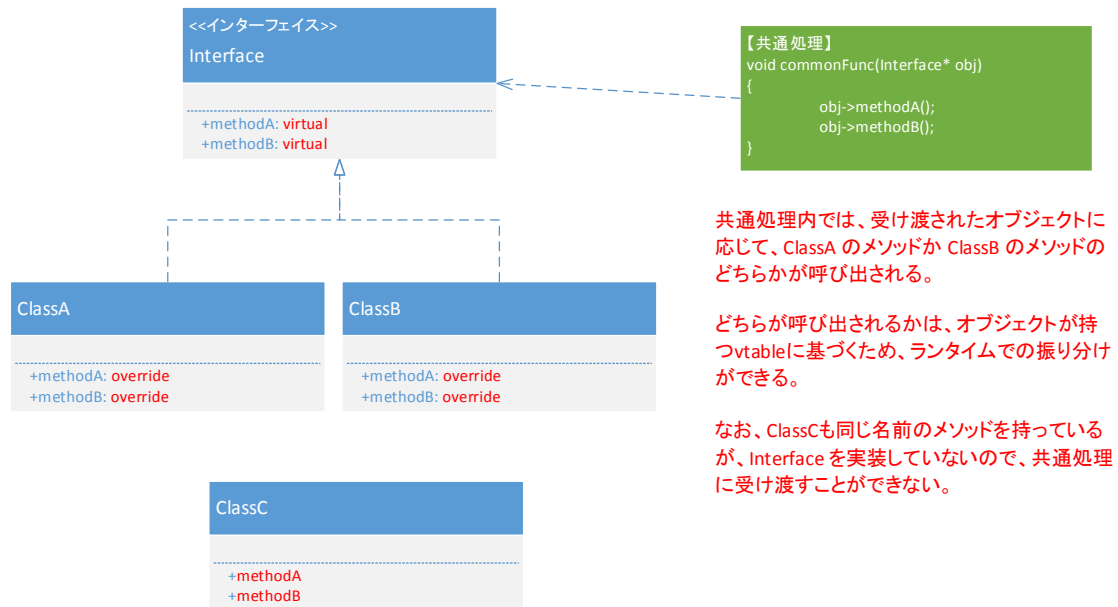 <<インターフェイス>>
Interface
+methodA: virtual
+methodB: virtual
【共通処理】
void commonFunc(Interface* obj)
{
obj->methodA();
obj->methodB();
}
ClassA
+methodA: override
+methodB: override
ClassB
+methodA: override
+methodB: override
共通処理内では、受け渡されたオブジェクトに
応じて、ClassA のメソッドか ClassB のメソッドの
どちらかが呼び出される。
どちらが呼び出されるかは、オブジェクトが持
つvtableに基づくため、ランタイムでの振り分け
ができる。
なお、ClassCも同じ名前のメソッドを持っている
が、Interface を実装していないので、共通処理
に受け渡すことができない。
ClassC
+methodA
+methodB